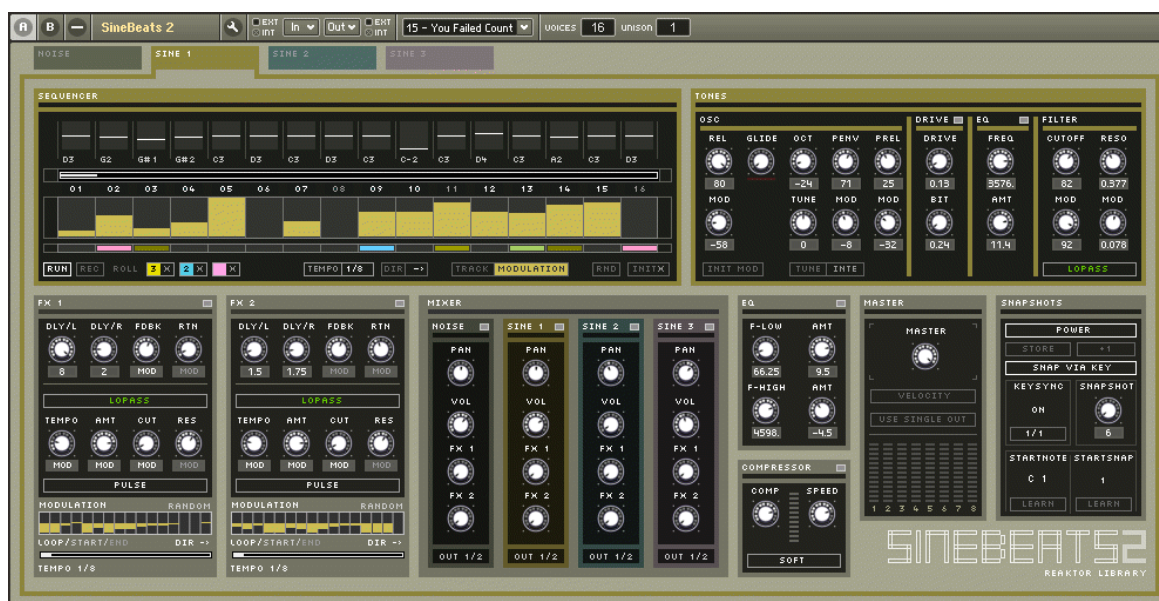 A B SineBeats 2 EXT INT In Out EXT INT 15 - You Failed Count VOICES 16 UNISON 1
NOISE SINE 1 SINE 2 SINE 3
SEQUENCER
D3 G2 G#1 G#2 C3 D3 C3 D3 C3 C-2 C3 D4 C3 A2 C3 D3
01 02 03 04 05 06 07 08 09 10 11 12 13 14 15 16
RUN REC ROLL 3 X 2 X X TEMPO 1/8 DIR -> TRACK MODULATION RND INIT X
TONES
OSC DRIVE EQ FILTER
REL GLIDE OCT PENV PREL DRIVE FREQ CUTOFF RESO
80 -24 71 25 0.13 3576. 82 0.377
MOD TUNE MOD MOD BIT AMT MOD MOD
-58 0 -8 -32 0.24 11.4 92 0.078
INIT MOD TUNE INTE LOPASS
FX 1
DLY/L DLY/R FDBK RTN
8 2 MOD MOD
LOPASS
TEMPO AMT CUT RES
MOD MOD MOD MOD
PULSE
MODULATION RANDOM
LOOP/START/END DIR ->
TEMPO 1/8
FX 2
DLY/L DLY/R FDBK RTN
1.5 1.75 MOD MOD
LOPASS
TEMPO AMT CUT RES
MOD MOD MOD MOD
PULSE
MODULATION RANDOM
LOOP/START/END DIR ->
TEMPO 1/8
MIXER
NOISE SINE 1 SINE 2 SINE 3
PAN PAN PAN PAN
VOL VOL VOL VOL
FX 1 FX 1 FX 1 FX 1
FX 2 FX 2 FX 2 FX 2
OUT 1/2 OUT 1/2 OUT 1/2 OUT 1/2
EQ
F-LOW AMT
66.25 9.5
F-HIGH AMT
4598. -4.5
COMPRESSOR
COMP SPEED
SOFT
MASTER
MASTER
VELOCITY
USE SINGLE OUT
1 2 3 4 5 6 7 8
SNAPSHOTS
POWER
STORE +1
SNAP VIA KEY
KEYSYNC SNAPSHOT
ON
1/1 6
STARTNOTE STARTSNAP
C 1 1
LEARN LEARN
SINEBEATS2
REAKTOR LIBRARY